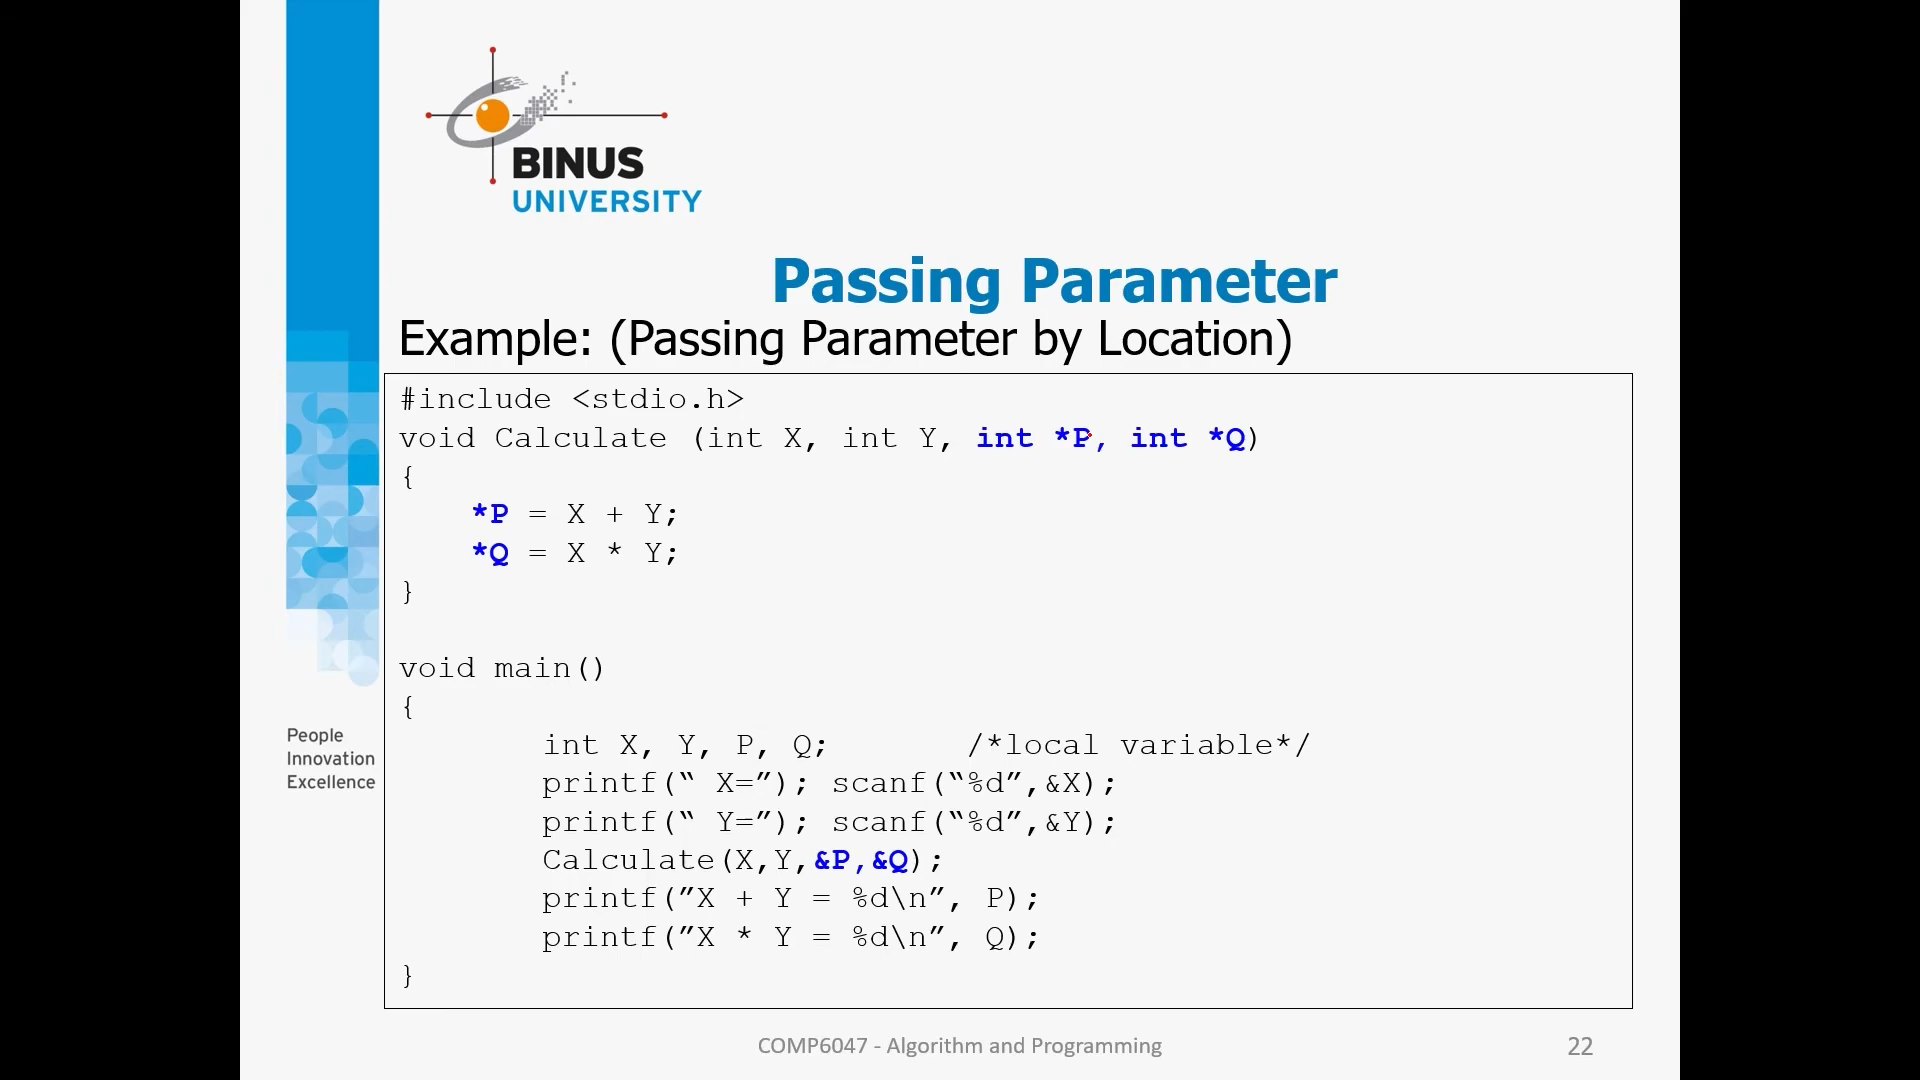 BINUS
UNIVERSITY
Passing Parameter
Example: (Passing Parameter by Location)
#include <stdio.h>
void Calculate (int X, int Y, int *P, int *Q)
{
*P = X + Y;
*Q = X * Y;
}
void main()
{
int X, Y, P, Q; /*local variable*/
printf(“ X=”); scanf(“%d”,&X);
printf(“ Y=”); scanf(“%d”,&Y);
Calculate(X,Y,&P,&Q);
printf(”X + Y = %d\n”, P);
printf(”X * Y = %d\n”, Q);
}
People
Innovation
Excellence
COMP6047 - Algorithm and Programming
22